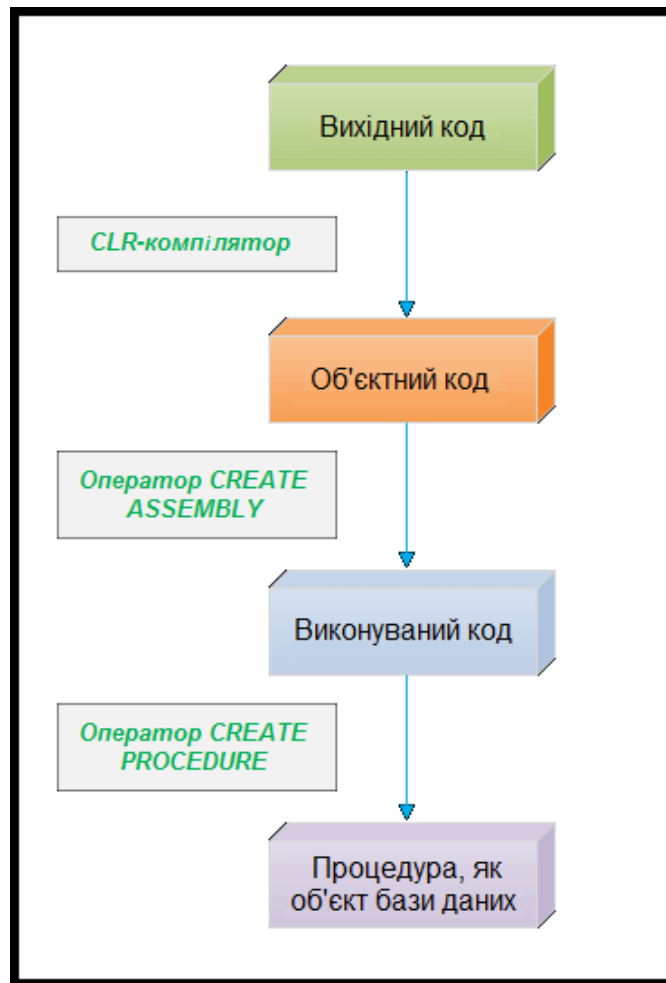 Вихідний код
CLR-компілятор
Об'єктний код
Оператор CREATE
ASSEMBLY
Виконуваний код
Оператор CREATE
PROCEDURE
Процедура, як
об'єкт бази даних